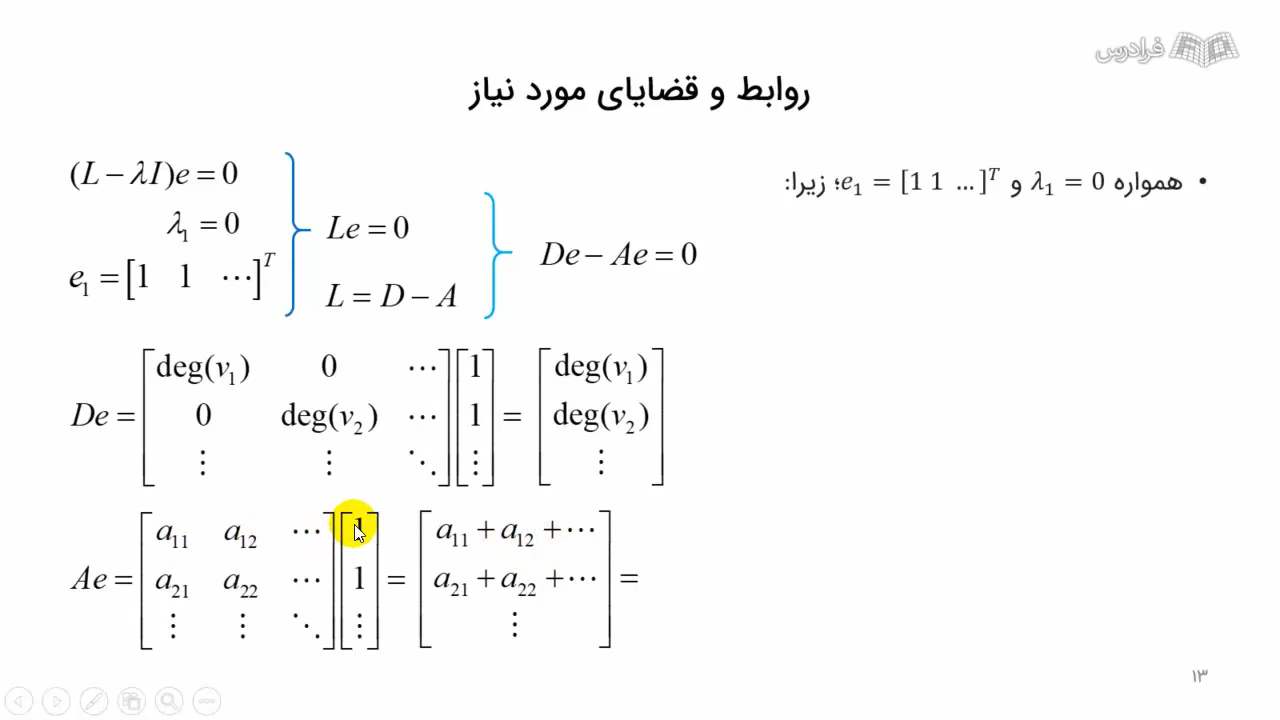 فرادرس
روابط و قضایای مورد نیاز
• همواره λ₁ = 0 و e₁ = [1 1 …]ᵀ؛ زیرا:
(L − λI)e = 0
λ₁ = 0
e₁ = [1 1 ⋯]ᵀ
Le = 0
L = D − A
De − Ae = 0
De = [deg(v₁) 0 ⋯ ; 0 deg(v₂) ⋯ ; ⋮ ⋮ ⋱] [1 ; 1 ; ⋮] = [deg(v₁) ; deg(v₂) ; ⋮]
Ae = [a₁₁ a₁₂ ⋯ ; a₂₁ a₂₂ ⋯ ; ⋮ ⋮ ⋱] [1 ; 1 ; ⋮] = [a₁₁ + a₁₂ + ⋯ ; a₂₁ + a₂₂ + ⋯ ; ⋮] =
۱۳